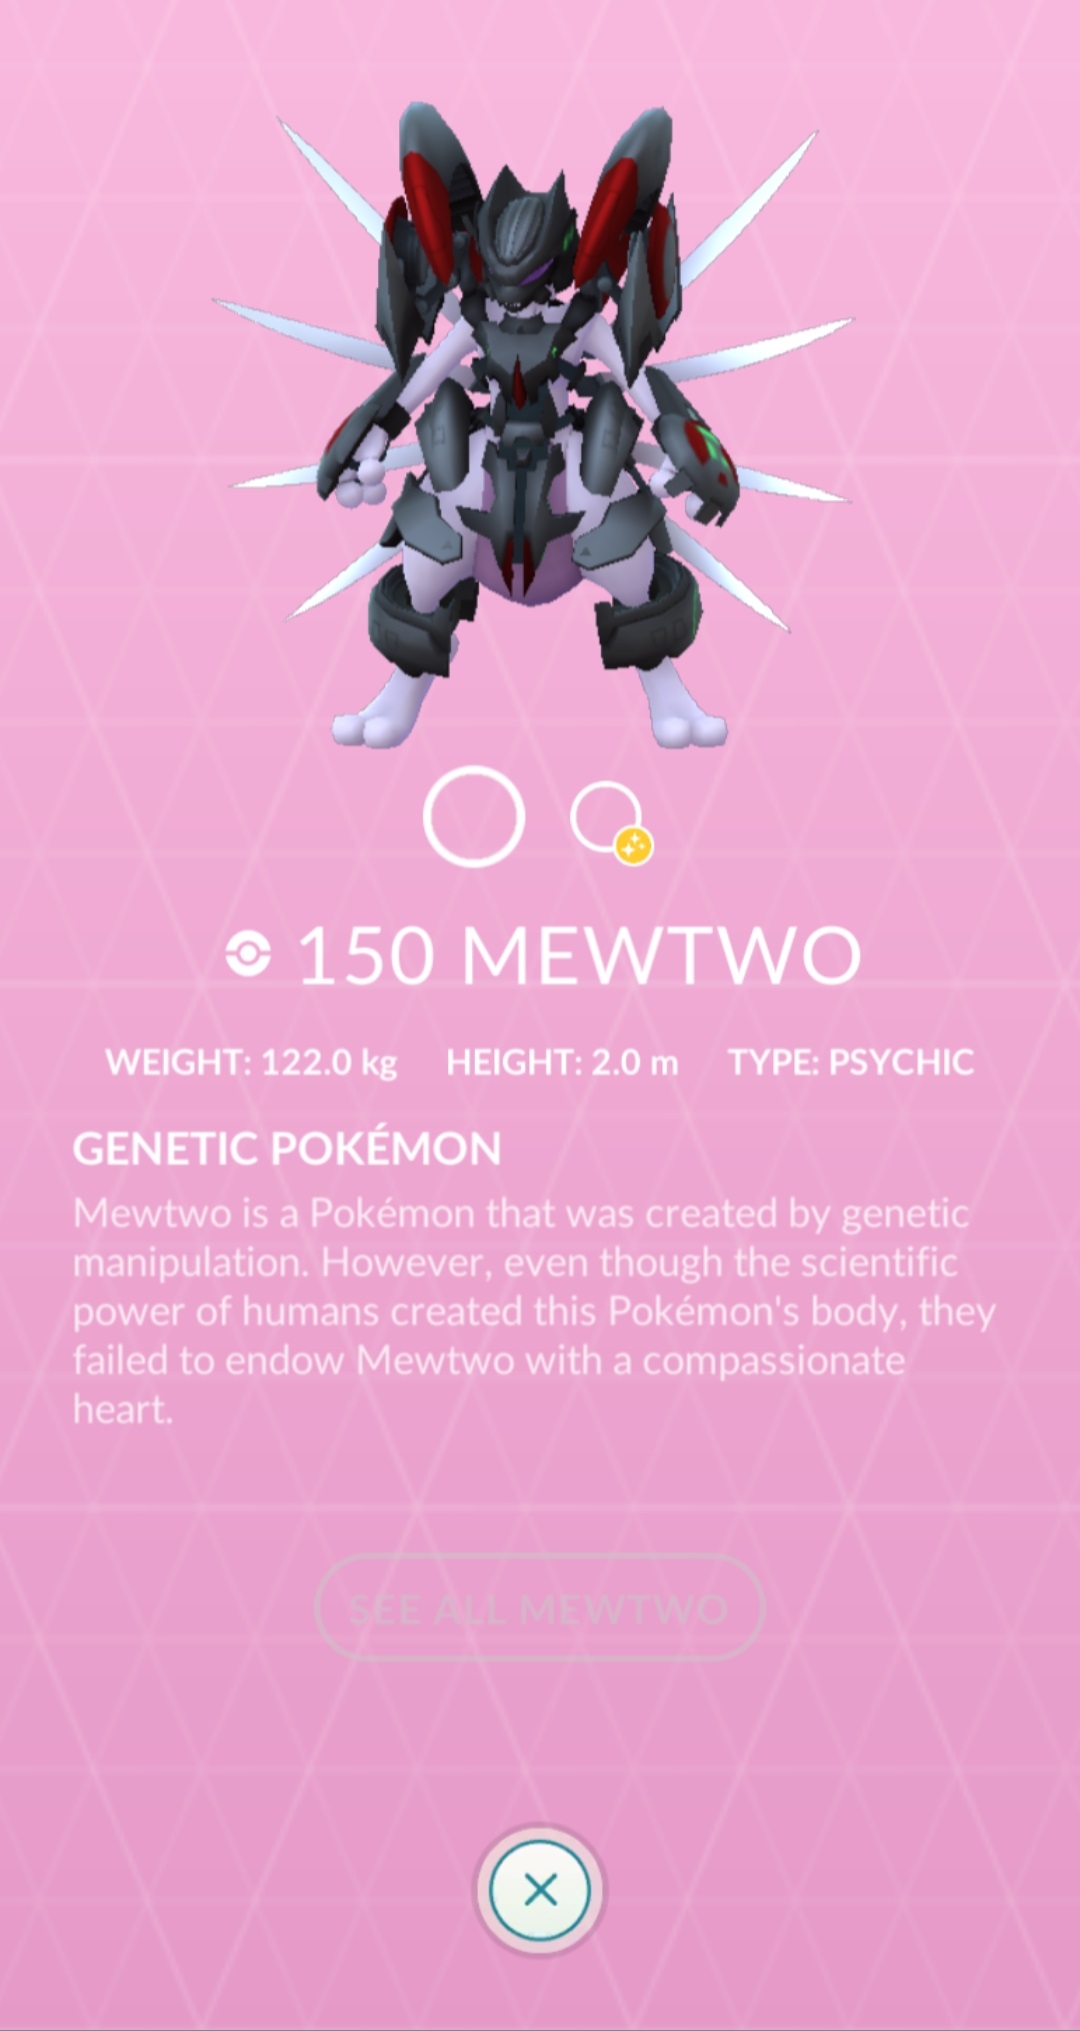 150 MEWTWO
WEIGHT: 122.0 kg HEIGHT: 2.0 m TYPE: PSYCHIC
GENETIC POKÉMON
Mewtwo is a Pokémon that was created by genetic
manipulation. However, even though the scientific
power of humans created this Pokémon's body, they
failed to endow Mewtwo with a compassionate
heart.
SEE ALL MEWTWO